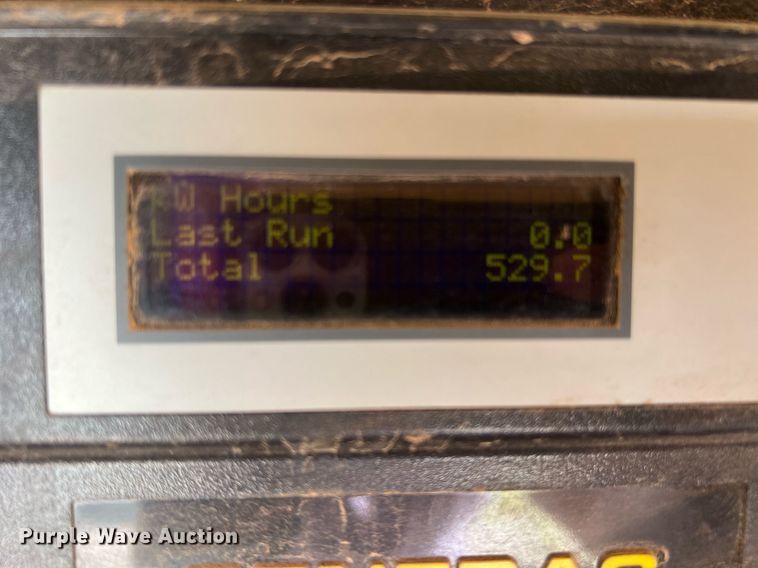 kW Hours
Last Run 0.0
Total 529.7
Purple Wave Auction